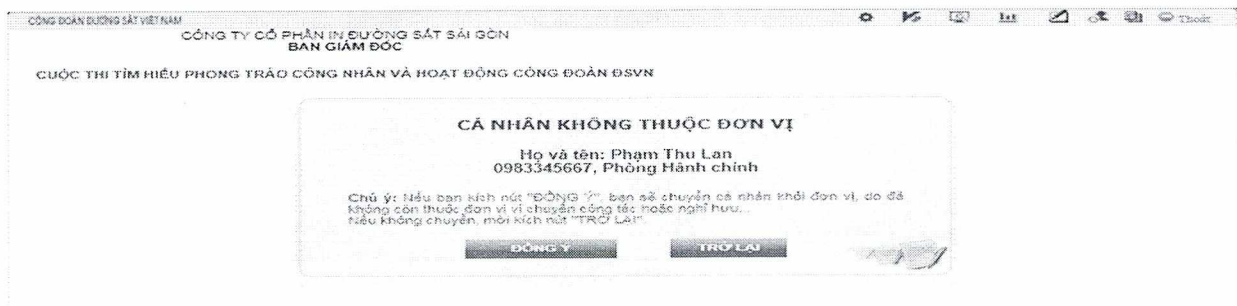 CÔNG ĐOÀN ĐƯỜNG SẮT VIỆT NAM
Thoát
CÔNG TY CỔ PHẦN IN ĐƯỜNG SẮT SÀI GÒN
BAN GIÁM ĐỐC
CUỘC THI TÌM HIỂU PHONG TRÀO CÔNG NHÂN VÀ HOẠT ĐỘNG CÔNG ĐOÀN ĐSVN
CÁ NHÂN KHÔNG THUỘC ĐƠN VỊ
Họ và tên: Phạm Thu Lan
0983345667, Phòng Hành chính
Chú ý: Nếu bạn kích nút "ĐỒNG Ý", bạn sẽ chuyển cá nhân khỏi đơn vị, do đã
không còn thuộc đơn vị vì chuyển công tác hoặc nghỉ hưu...
Nếu không chuyển, mời kích nút "TRỞ LẠI"
ĐỒNG Ý
TRỞ LẠI